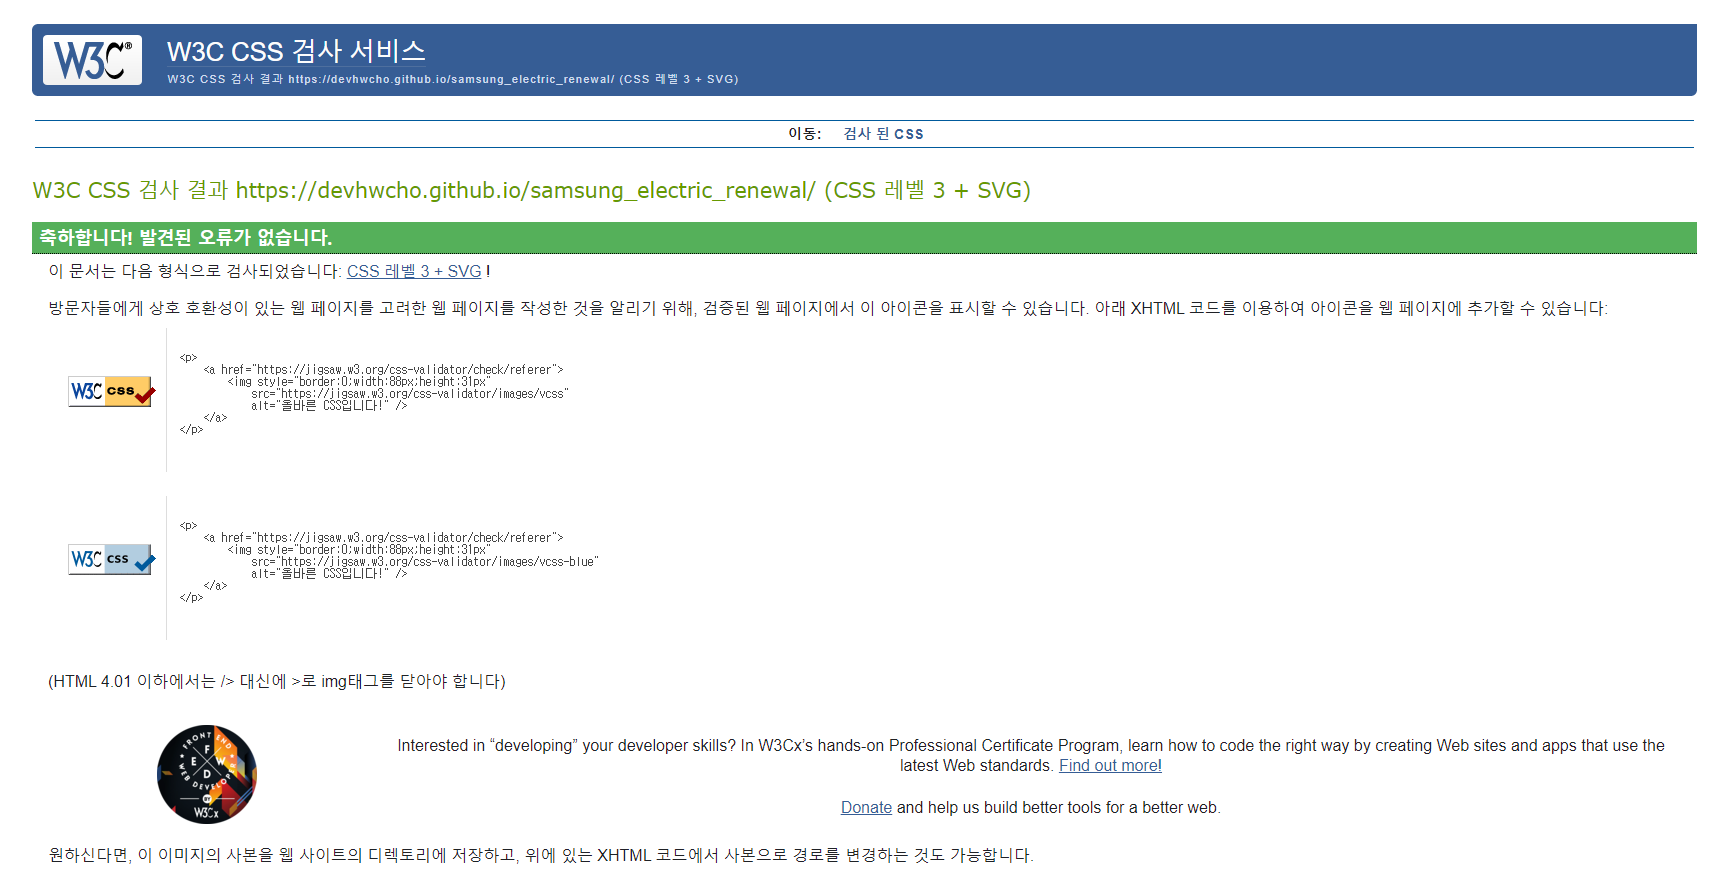 W3C®
W3C CSS 검사 서비스
W3C CSS 검사 결과 https://devhwcho.github.io/samsung_electric_renewal/ (CSS 레벨 3 + SVG)
이동: 검사 된 CSS
W3C CSS 검사 결과 https://devhwcho.github.io/samsung_electric_renewal/ (CSS 레벨 3 + SVG)
축하합니다! 발견된 오류가 없습니다.
이 문서는 다음 형식으로 검사되었습니다: CSS 레벨 3 + SVG !
방문자들에게 상호 호환성이 있는 웹 페이지를 고려한 웹 페이지를 작성한 것을 알리기 위해, 검증된 웹 페이지에서 이 아이콘을 표시할 수 있습니다. 아래 XHTML 코드를 이용하여 아이콘을 웹 페이지에 추가할 수 있습니다:
W3C CSS
<p>
<a href="https://jigsaw.w3.org/css-validator/check/referer">
<img style="border:0;width:88px;height:31px"
src="https://jigsaw.w3.org/css-validator/images/vcss"
alt="올바른 CSS입니다!" />
</a>
</p>
W3C CSS
<p>
<a href="https://jigsaw.w3.org/css-validator/check/referer">
<img style="border:0;width:88px;height:31px"
src="https://jigsaw.w3.org/css-validator/images/vcss-blue"
alt="올바른 CSS입니다!" />
</a>
</p>
(HTML 4.01 이하에서는 /> 대신에 >로 img태그를 닫아야 합니다)
FRONT END
F
E W
D
WEB DEVELOPER
BY
W3Cx
Interested in “developing” your developer skills? In W3Cx’s hands-on Professional Certificate Program, learn how to code the right way by creating Web sites and apps that use the
latest Web standards. Find out more!
Donate and help us build better tools for a better web.
원하신다면, 이 이미지의 사본을 웹 사이트의 디렉토리에 저장하고, 위에 있는 XHTML 코드에서 사본으로 경로를 변경하는 것도 가능합니다.